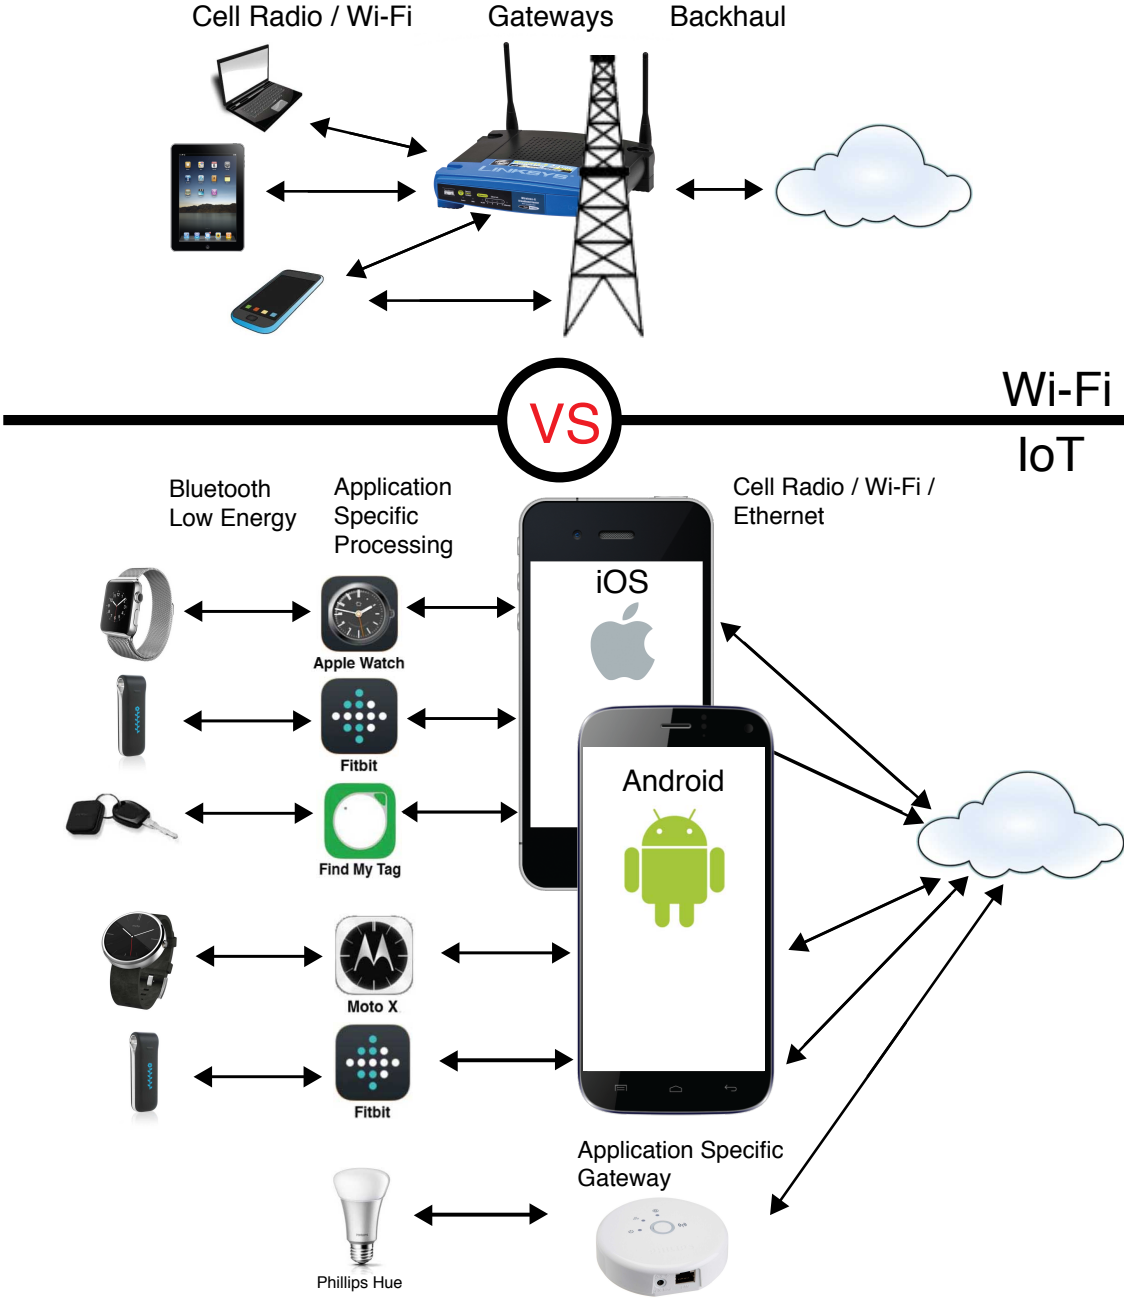 Cell Radio / Wi-Fi
Gateways
Backhaul
LINKSYS
Wi-Fi
VS
IoT
Bluetooth
Low Energy
Application
Specific
Processing
Cell Radio / Wi-Fi /
Ethernet
iOS
Apple Watch
Fitbit
Android
Find My Tag
Moto X
Fitbit
Application Specific
Gateway
Phillips Hue